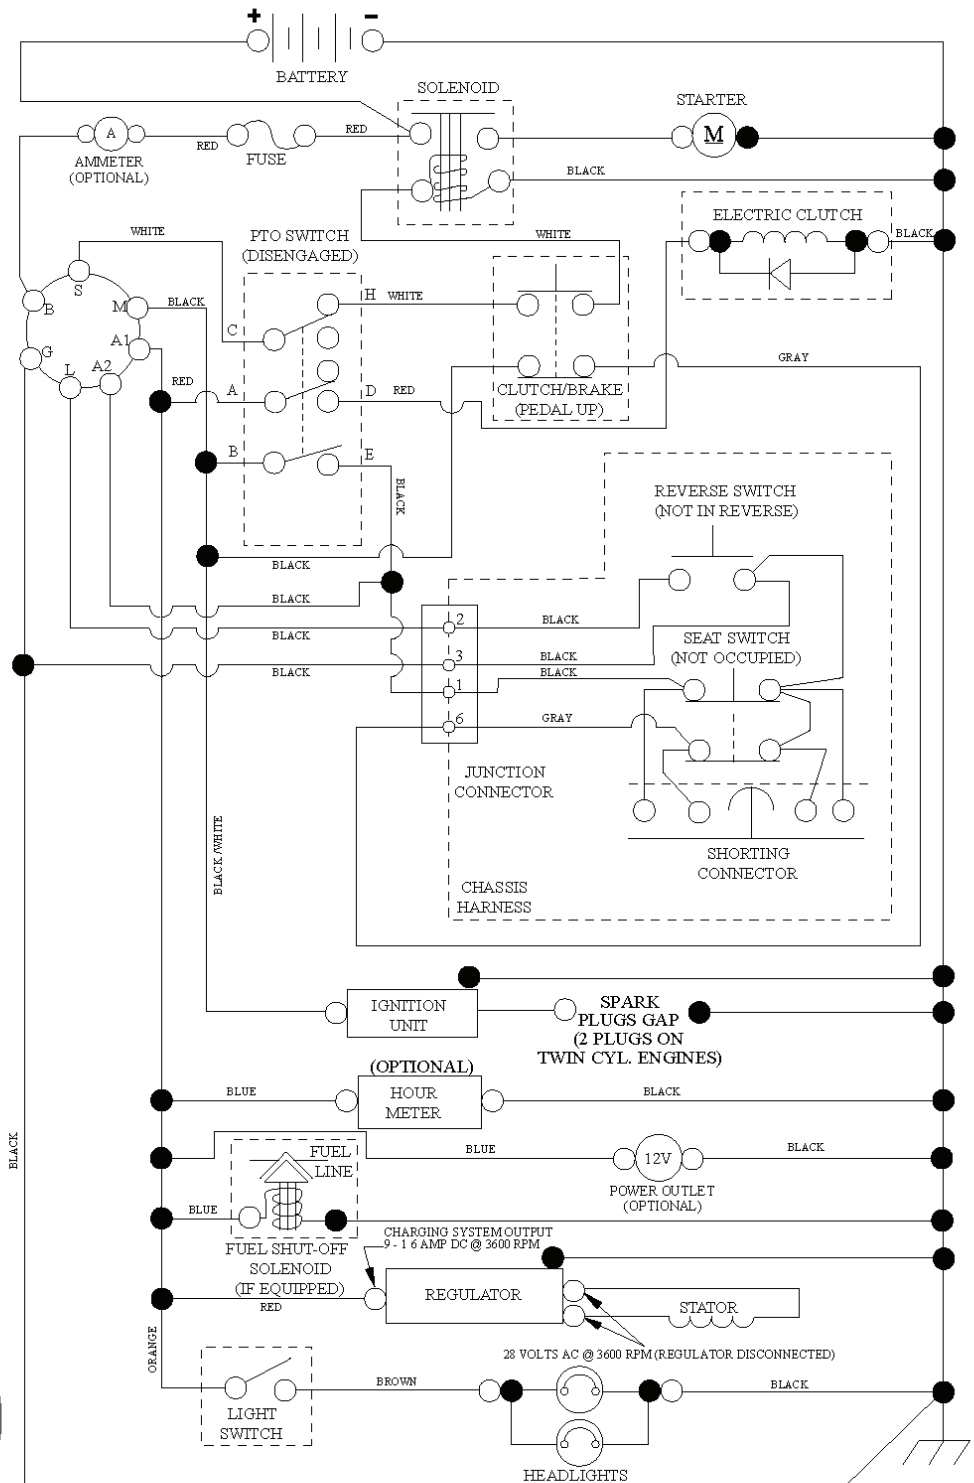 + -
BATTERY
SOLENOID
STARTER
A
AMMETER
(OPTIONAL)
RED
FUSE
RED
M
BLACK
ELECTRIC CLUTCH
BLACK
WHITE
PTO SWITCH
(DISENGAGED)
WHITE
S
B
M
BLACK
A1
G
L
A2
C
H
WHITE
RED
A
D
RED
CLUTCH/BRAKE
(PEDAL UP)
GRAY
B
E
BLACK
REVERSE SWITCH
(NOT IN REVERSE)
BLACK
BLACK
BLACK
2
BLACK
SEAT SWITCH
(NOT OCCUPIED)
3
BLACK
BLACK
1
BLACK
6
GRAY
JUNCTION
CONNECTOR
BLACK /WHITE
SHORTING
CONNECTOR
CHASSIS
HARNESS
IGNITION
UNIT
SPARK
PLUGS GAP
(2 PLUGS ON
TWIN CYL. ENGINES)
(OPTIONAL)
BLUE
HOUR
METER
BLACK
BLACK
FUEL
LINE
BLUE
12V
BLACK
POWER OUTLET
(OPTIONAL)
BLUE
FUEL SHUT-OFF
SOLENOID
(IF EQUIPPED)
CHARGING SYSTEM OUTPUT
9 - 1 6 AMP DC @ 3600 RPM
RED
REGULATOR
STATOR
ORANGE
28 VOLTS AC @ 3600 RPM (REGULATOR DISCONNECTED)
BROWN
BLACK
LIGHT
SWITCH
HEADLIGHTS